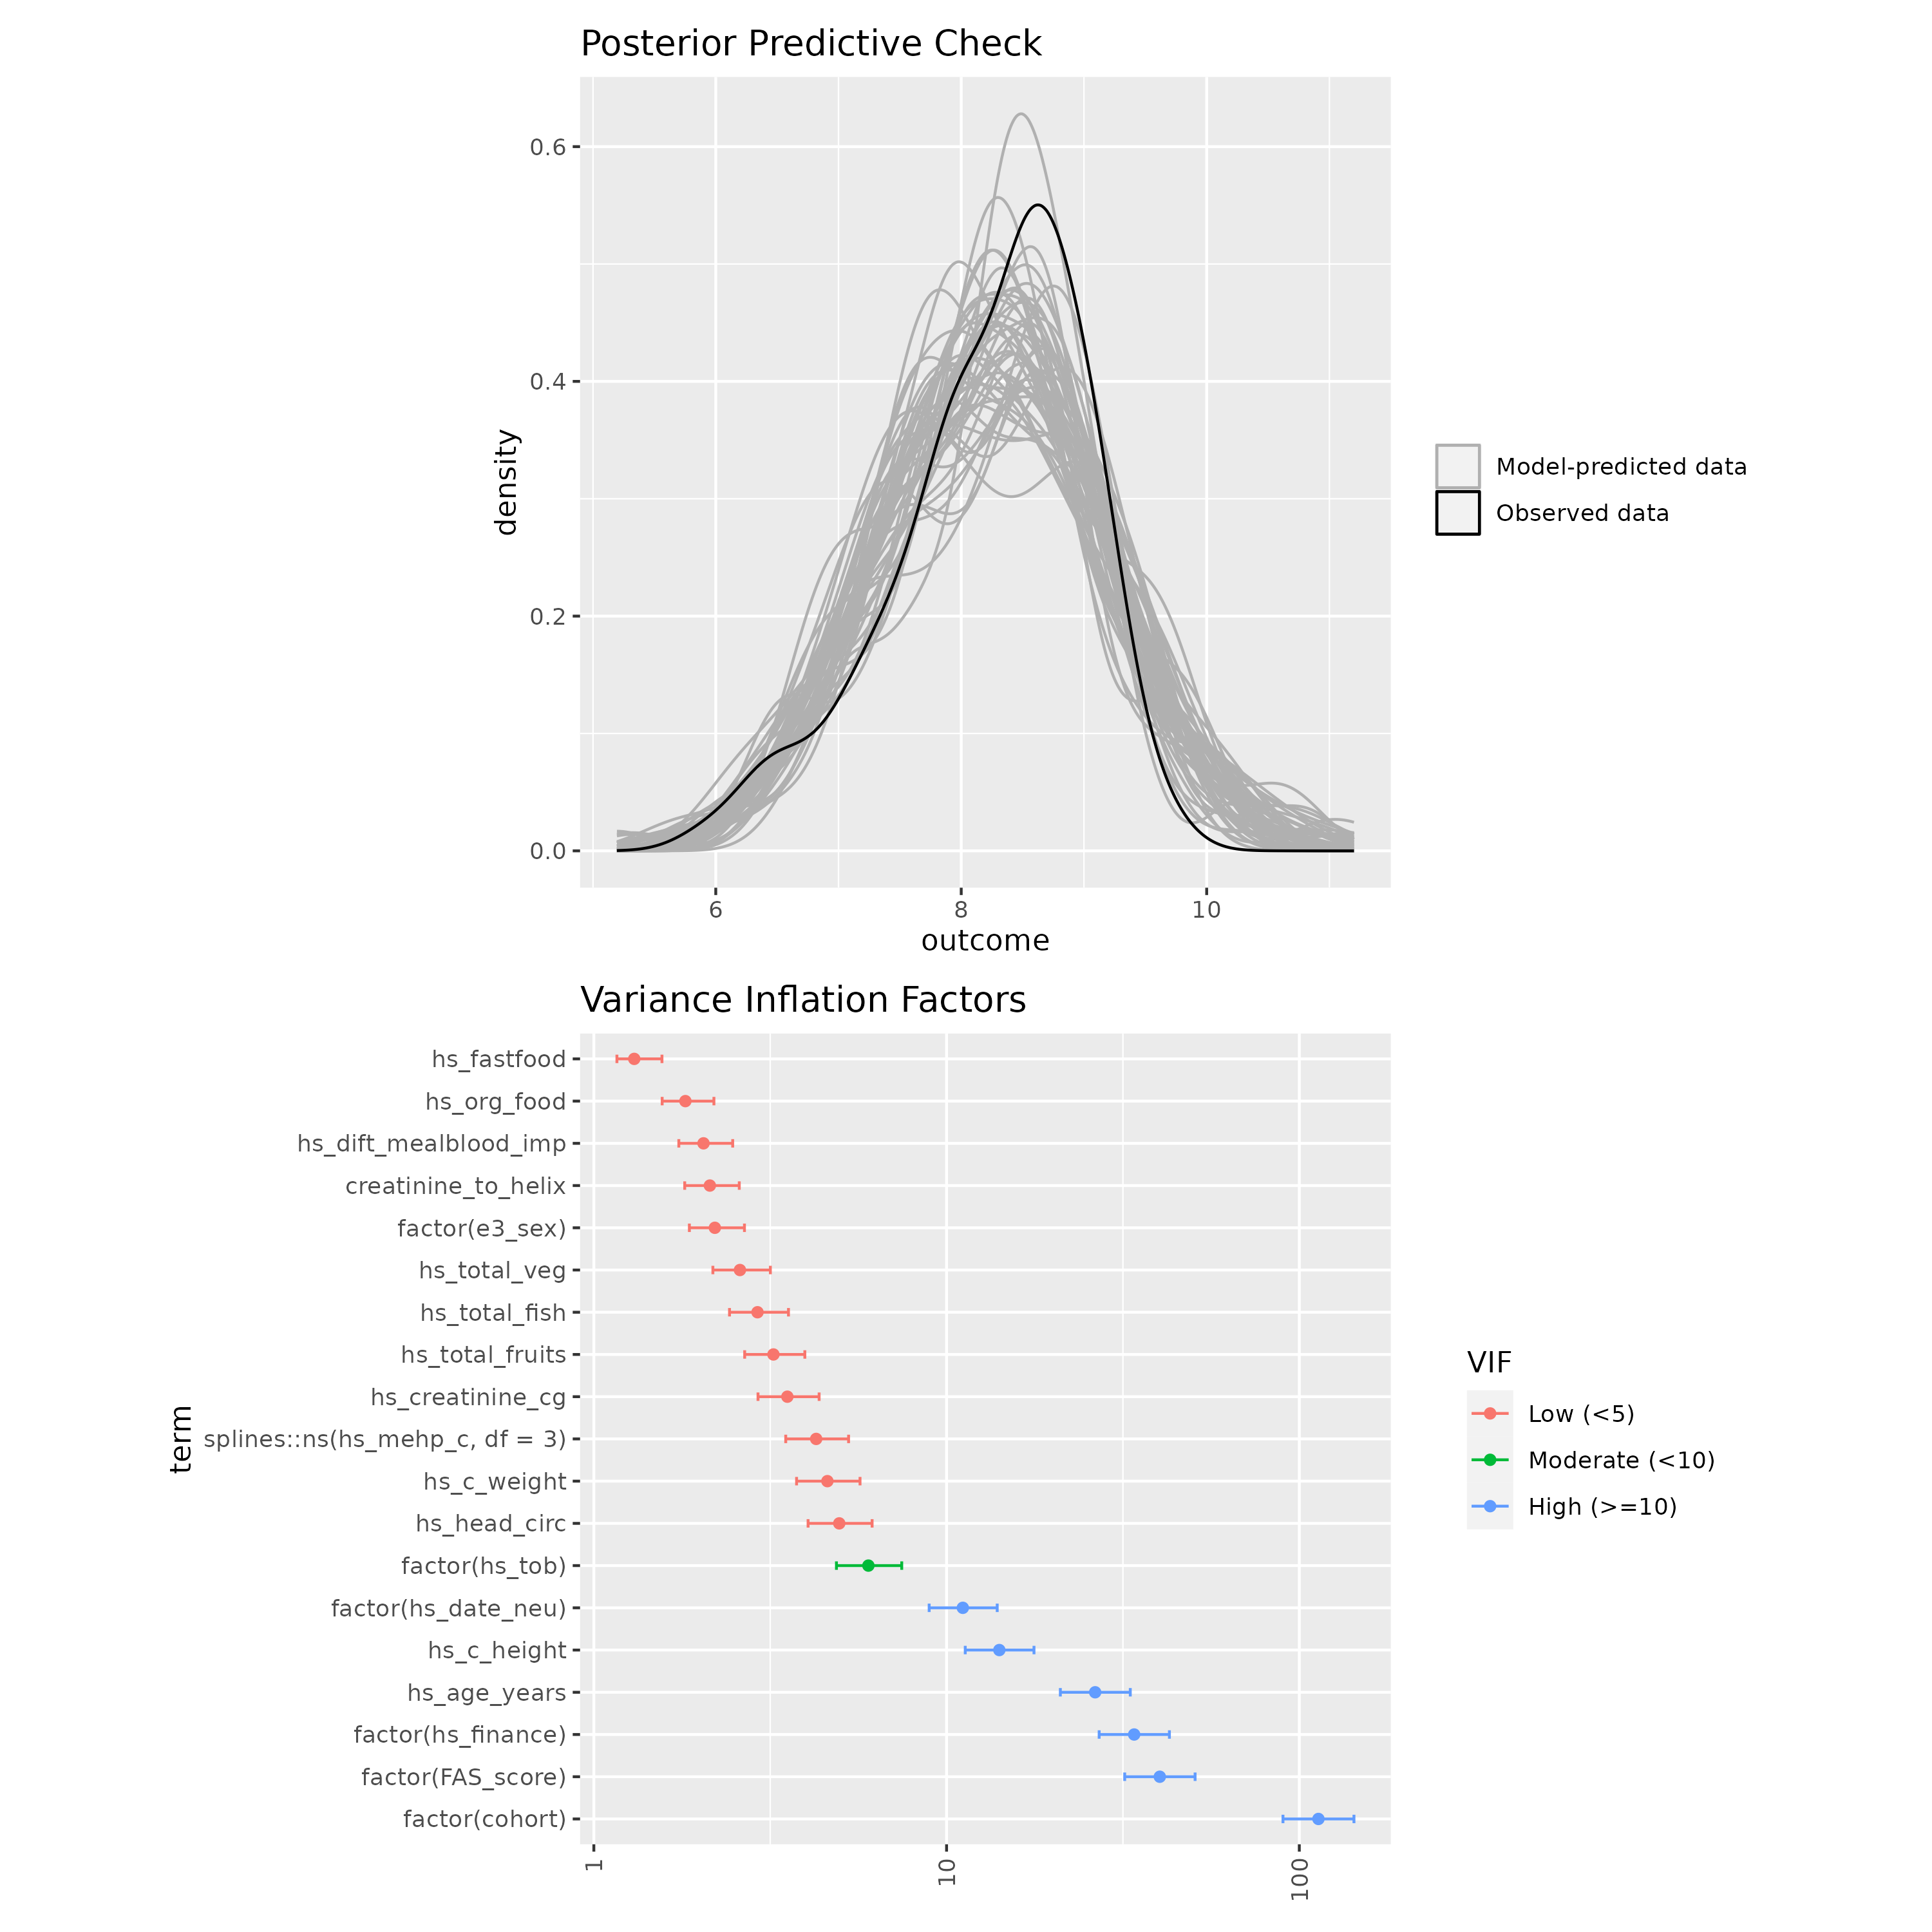 Posterior Predictive Check
0.6
0.4
0.2
0.0
density
6
8
10
outcome
Model-predicted data
Observed data
Variance Inflation Factors
hs_fastfood
hs_org_food
hs_dift_mealblood_imp
creatinine_to_helix
factor(e3_sex)
hs_total_veg
hs_total_fish
hs_total_fruits
hs_creatinine_cg
splines::ns(hs_mehp_c, df = 3)
hs_c_weight
hs_head_circ
factor(hs_tob)
factor(hs_date_neu)
hs_c_height
hs_age_years
factor(hs_finance)
factor(FAS_score)
factor(cohort)
term
1
10
100
VIF
Low (<5)
Moderate (<10)
High (>=10)